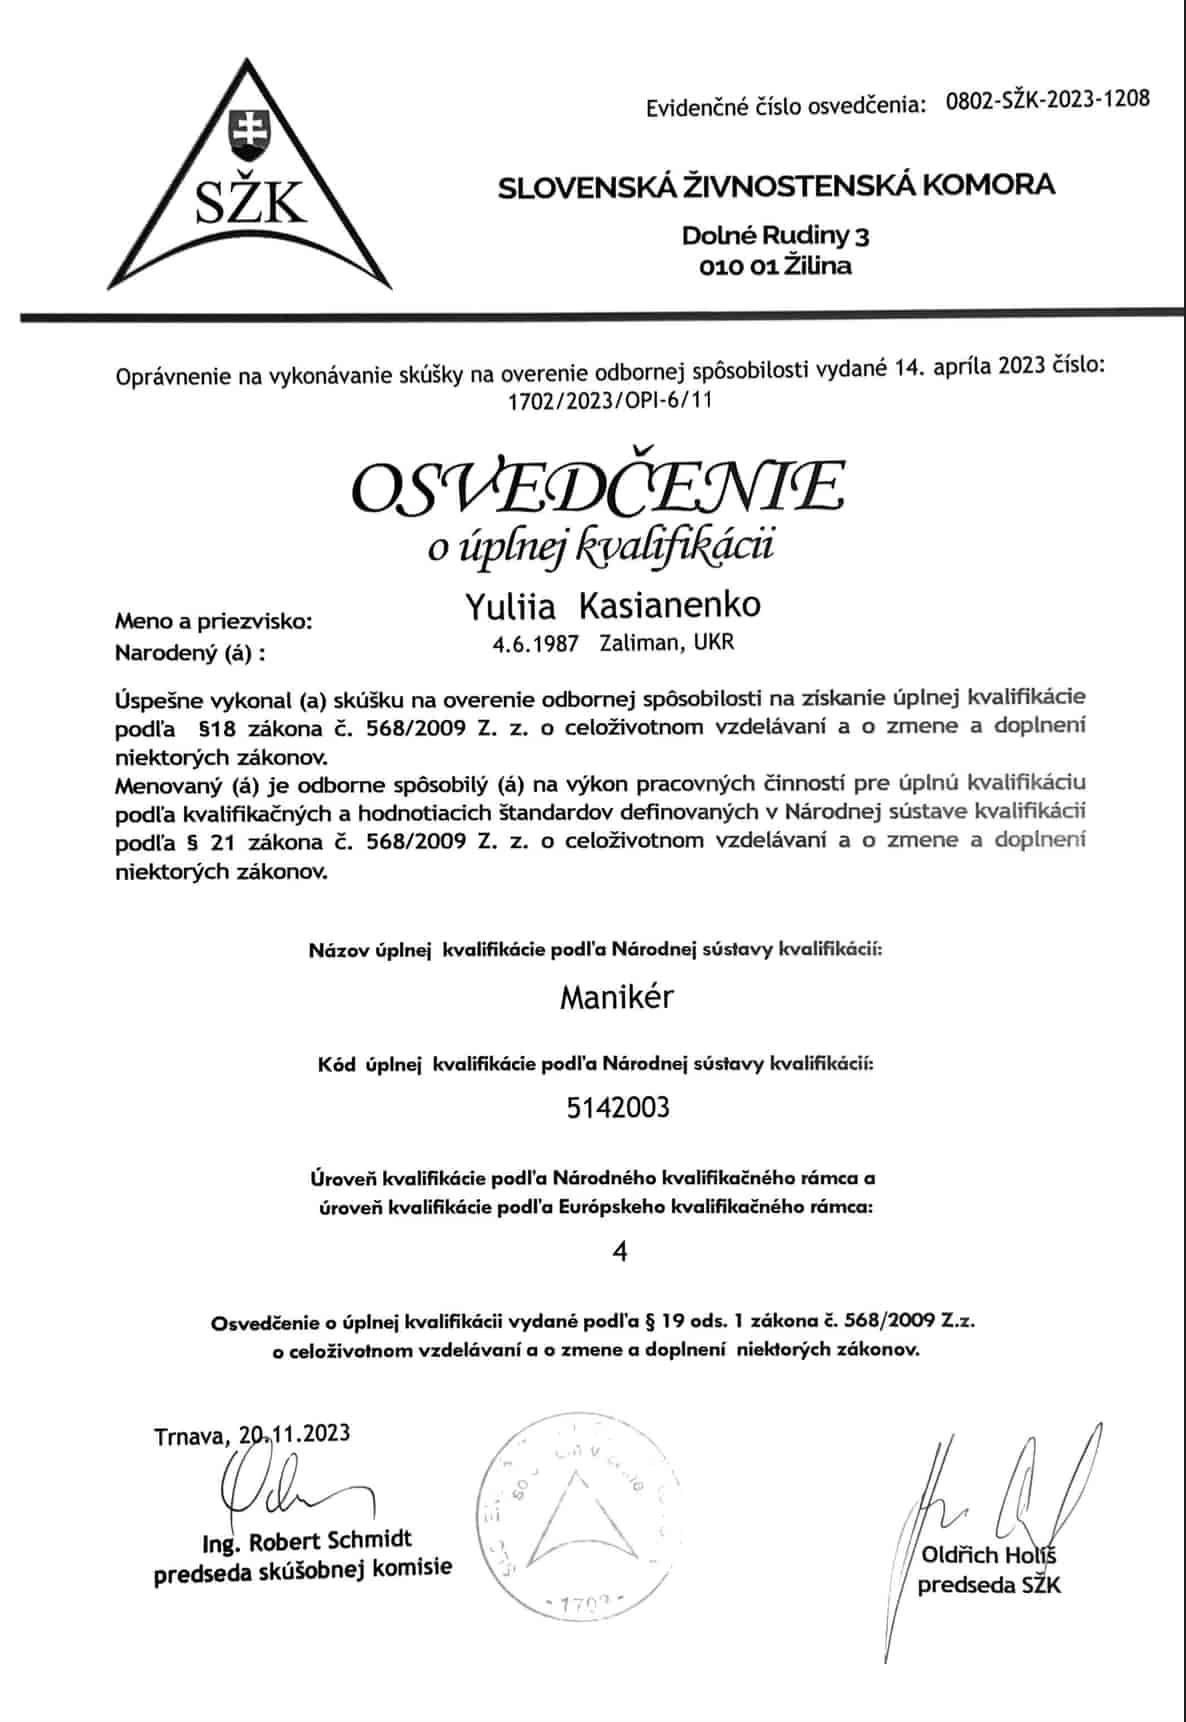 SŽK
Evidenčné číslo osvedčenia: 0802-SŽK-2023-1208
SLOVENSKÁ ŽIVNOSTENSKÁ KOMORA
Dolné Rudiny 3
010 01 Žilina
Oprávnenie na vykonávanie skúšky na overenie odbornej spôsobilosti vydané 14. apríla 2023 číslo:
1702/2023/OPI-6/11
OSVEDČENIE
o úplnej kvalifikácii
Meno a priezvisko: Yuliia Kasianenko
Narodený (á) : 4.6.1987 Zaliman, UKR
Úspešne vykonal (a) skúšku na overenie odbornej spôsobilosti na získanie úplnej kvalifikácie
podľa §18 zákona č. 568/2009 Z. z. o celoživotnom vzdelávaní a o zmene a doplnení
niektorých zákonov.
Menovaný (á) je odborne spôsobilý (á) na výkon pracovných činností pre úplnú kvalifikáciu
podľa kvalifikačných a hodnotiacich štandardov definovaných v Národnej sústave kvalifikácií
podľa § 21 zákona č. 568/2009 Z. z. o celoživotnom vzdelávaní a o zmene a doplnení
niektorých zákonov.
Názov úplnej kvalifikácie podľa Národnej sústavy kvalifikácií:
Manikér
Kód úplnej kvalifikácie podľa Národnej sústavy kvalifikácií:
5142003
Úroveň kvalifikácie podľa Národného kvalifikačného rámca a
úroveň kvalifikácie podľa Európskeho kvalifikačného rámca:
4
Osvedčenie o úplnej kvalifikácii vydané podľa § 19 ods. 1 zákona č. 568/2009 Z.z.
o celoživotnom vzdelávaní a o zmene a doplnení niektorých zákonov.
Trnava, 20.11.2023
Ing. Robert Schmidt
predseda skúšobnej komisie
Oldřich Holiš
predseda SŽK